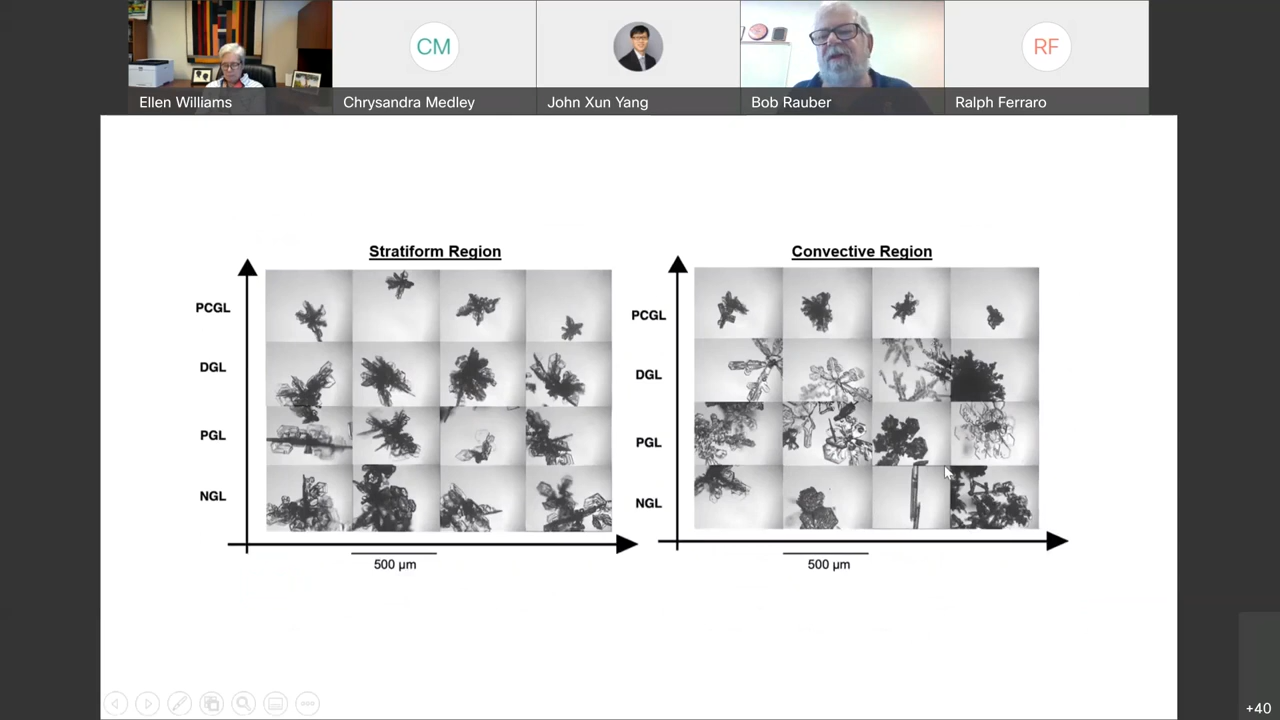 CM
RF
Ellen Williams
Chrysandra Medley
John Xun Yang
Bob Rauber
Ralph Ferraro
Stratiform Region
PCGL
DGL
PGL
NGL
500 µm
Convective Region
PCGL
DGL
PGL
NGL
500 µm
+40